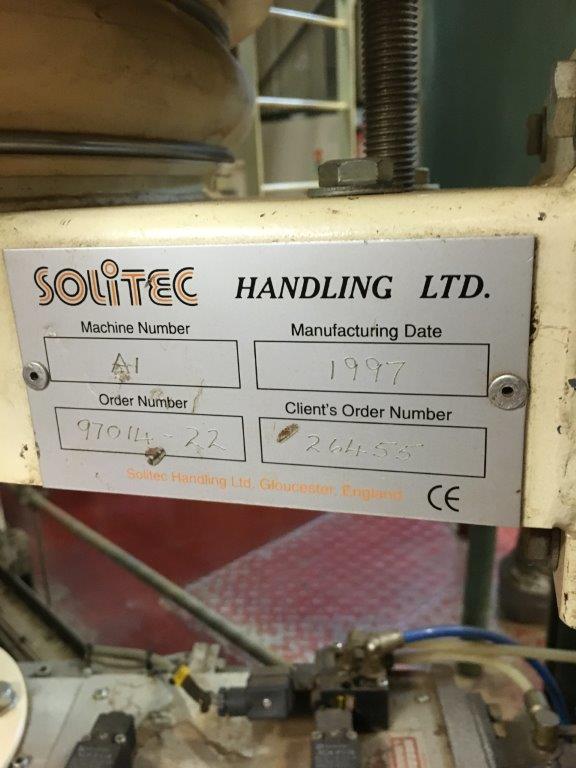 SOLITEC HANDLING LTD.
Machine Number Manufacturing Date
A1 1997
Order Number Client's Order Number
97014-22 26455
Solitec Handling Ltd, Gloucester, England
CE